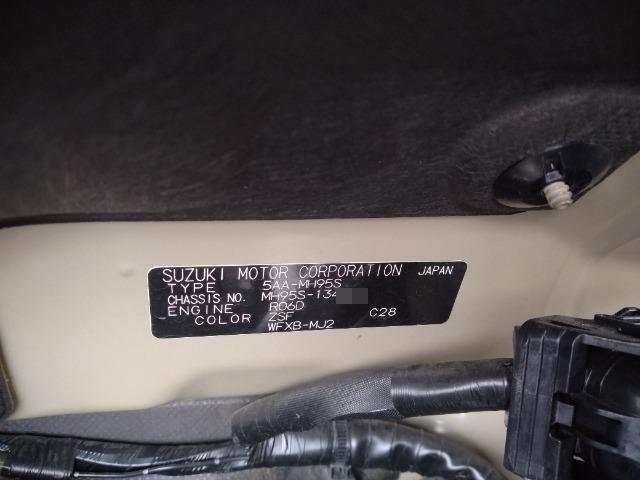 SUZUKI MOTOR CORPORATION JAPAN
TYPE 5AA-MH95S
CHASSIS NO. MH95S-134
ENGINE R06D
COLOR ZSF C28
WFXB-MJ2